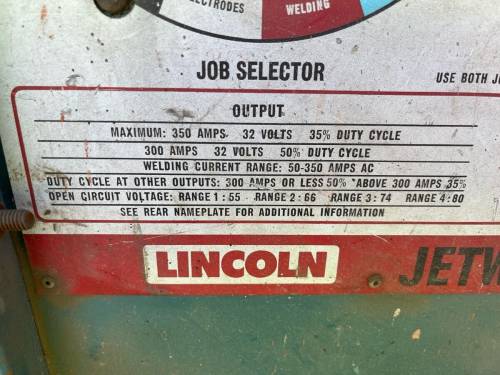 ELECTRODES
WELDING
JOB SELECTOR
USE BOTH
OUTPUT
MAXIMUM: 350 AMPS 32 VOLTS 35% DUTY CYCLE
300 AMPS 32 VOLTS 50% DUTY CYCLE
WELDING CURRENT RANGE: 50-350 AMPS AC
DUTY CYCLE AT OTHER OUTPUTS: 300 AMPS OR LESS 50% *ABOVE 300 AMPS 35%
OPEN CIRCUIT VOLTAGE: RANGE 1:55 RANGE 2:66 RANGE 3:74 RANGE 4:80
SEE REAR NAMEPLATE FOR ADDITIONAL INFORMATION
LINCOLN